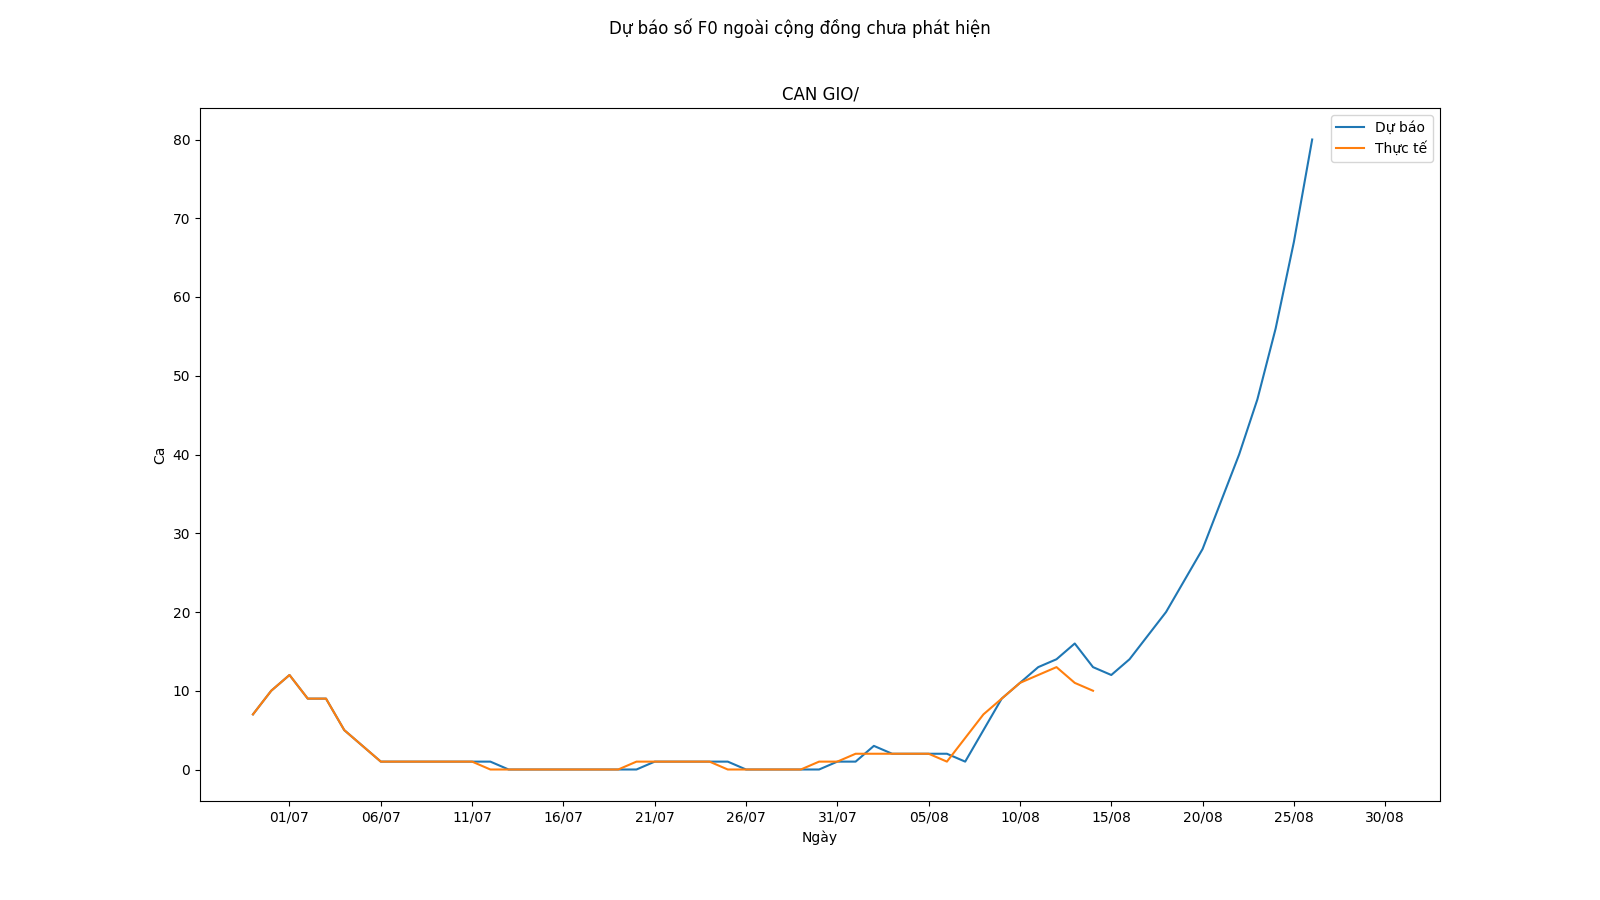 Dự báo số F0 ngoài cộng đồng chưa phát hiện
CAN GIO/
Dự báo
Thực tế
80
70
60
50
40
30
20
10
0
Ca
01/07 06/07 11/07 16/07 21/07 26/07 31/07 05/08 10/08 15/08 20/08 25/08 30/08
Ngày